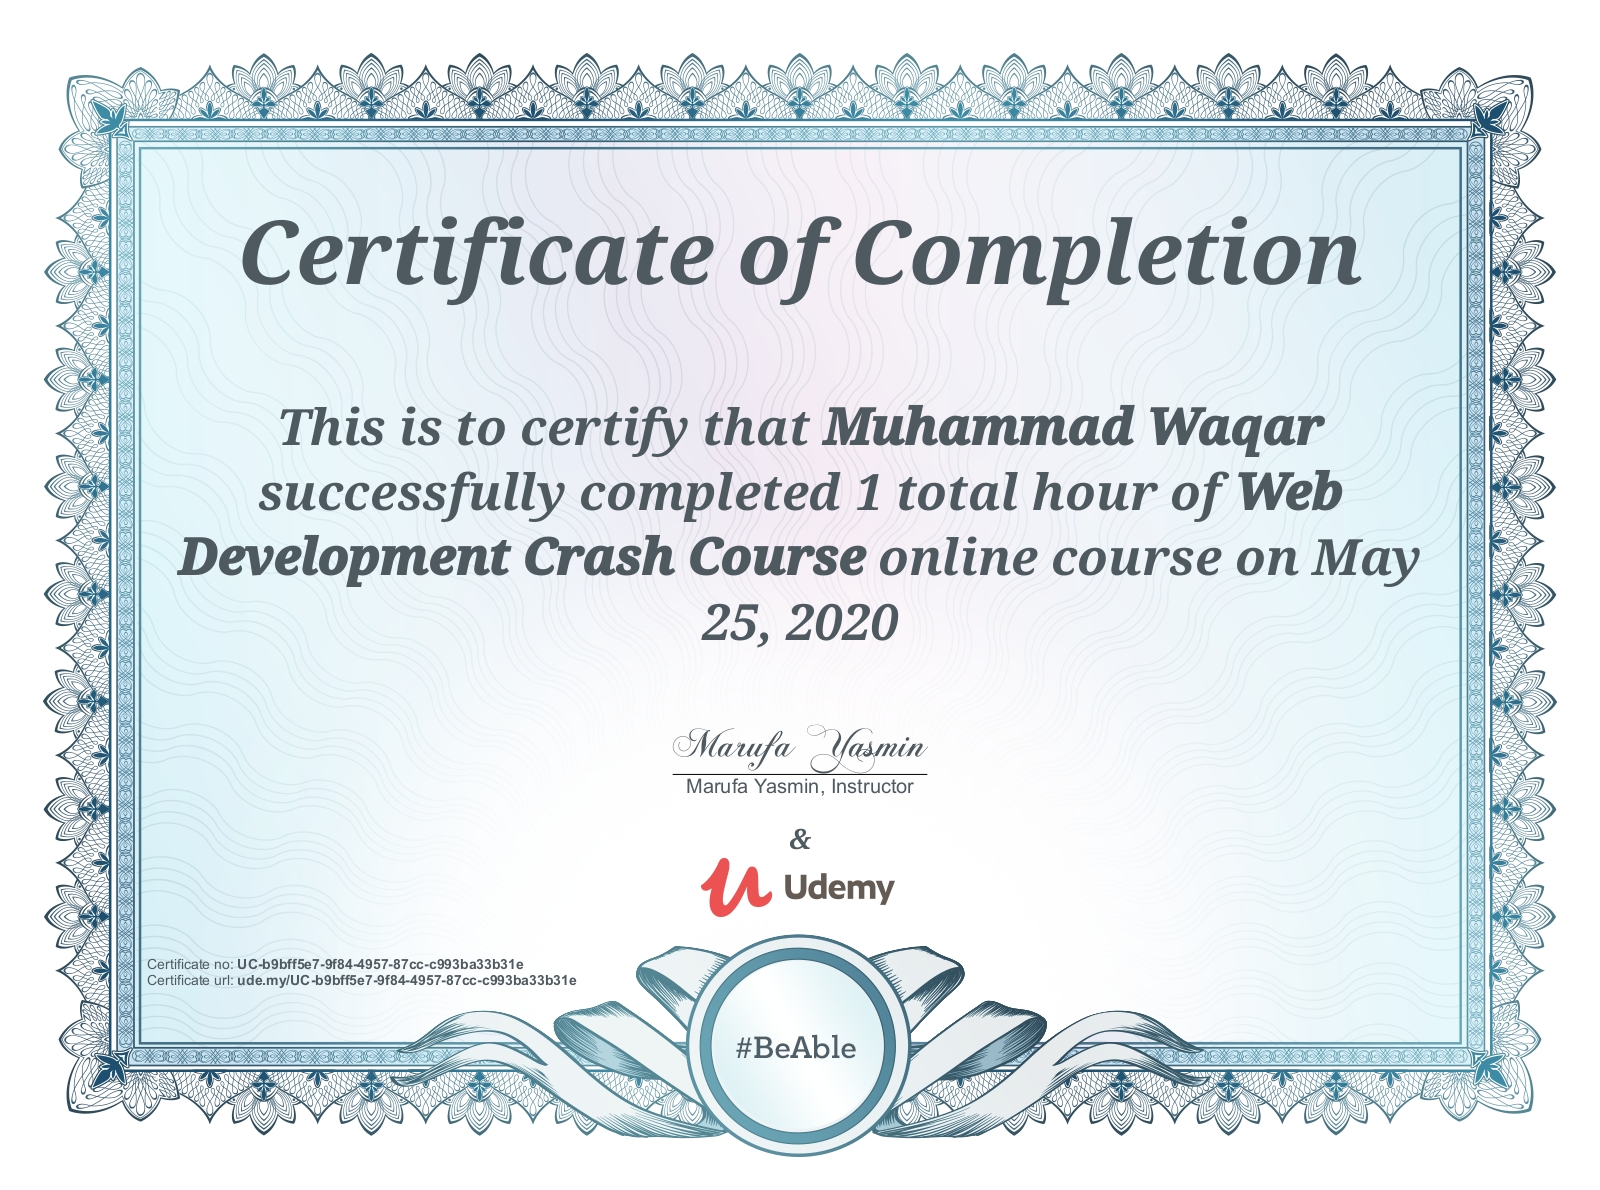 Certificate of Completion
This is to certify that Muhammad Waqar
successfully completed 1 total hour of Web
Development Crash Course online course on May
25, 2020
Marufa Yasmin
Marufa Yasmin, Instructor
&
Udemy
Certificate no: UC-b9bff5e7-9f84-4957-87cc-c993ba33b31e
Certificate url: ude.my/UC-b9bff5e7-9f84-4957-87cc-c993ba33b31e
#BeAble